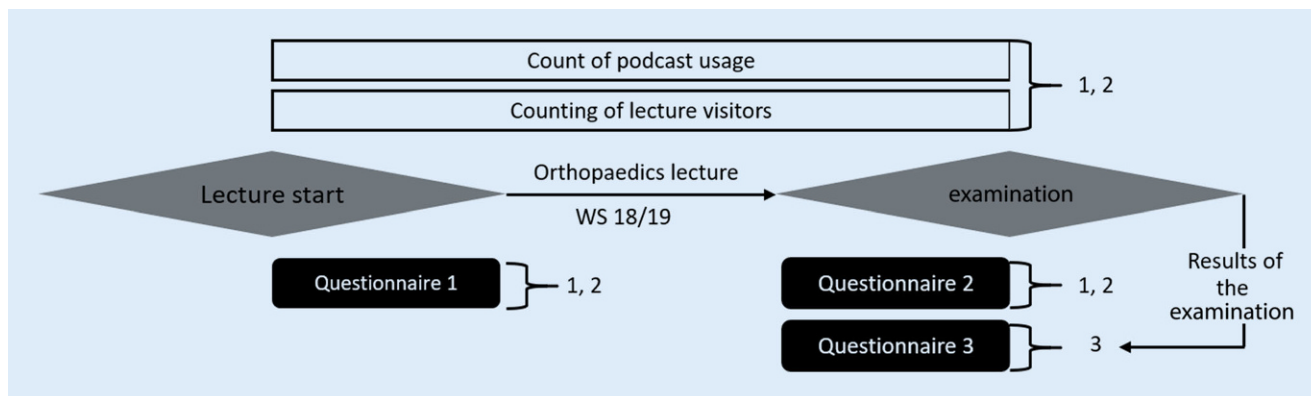 Count of podcast usage
Counting of lecture visitors
1, 2
Lecture start
Orthopaedics lecture
WS 18/19
examination
Questionnaire 1
1, 2
Questionnaire 2
1, 2
Questionnaire 3
3
Results of
the
examination